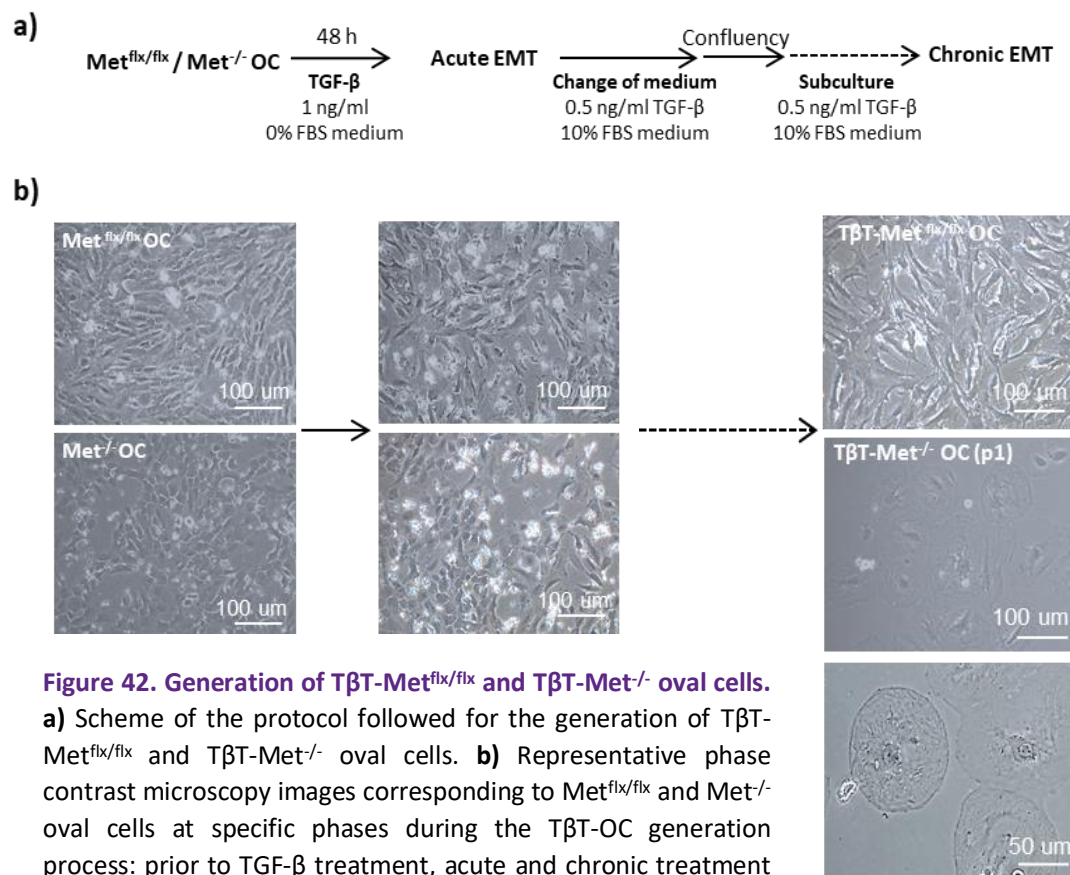 a)
48 h
Confluency
Met^flx/flx / Met^-/- OC
Acute EMT
Chronic EMT
TGF-β
Change of medium
Subculture
1 ng/ml
0.5 ng/ml TGF-β
0.5 ng/ml TGF-β
0% FBS medium
10% FBS medium
10% FBS medium
b)
Met^flx/flx OC
TβT-Met^flx/flx OC
100 um
100 um
100 um
Met^-/- OC
TβT-Met^-/- OC (p1)
100 um
100 um
100 um
50 um
Figure 42. Generation of TβT-Met^flx/flx and TβT-Met^-/- oval cells.
a) Scheme of the protocol followed for the generation of TβT-
Met^flx/flx and TβT-Met^-/- oval cells. b) Representative phase
contrast microscopy images corresponding to Met^flx/flx and Met^-/-
oval cells at specific phases during the TβT-OC generation
process: prior to TGF-β treatment, acute and chronic treatment